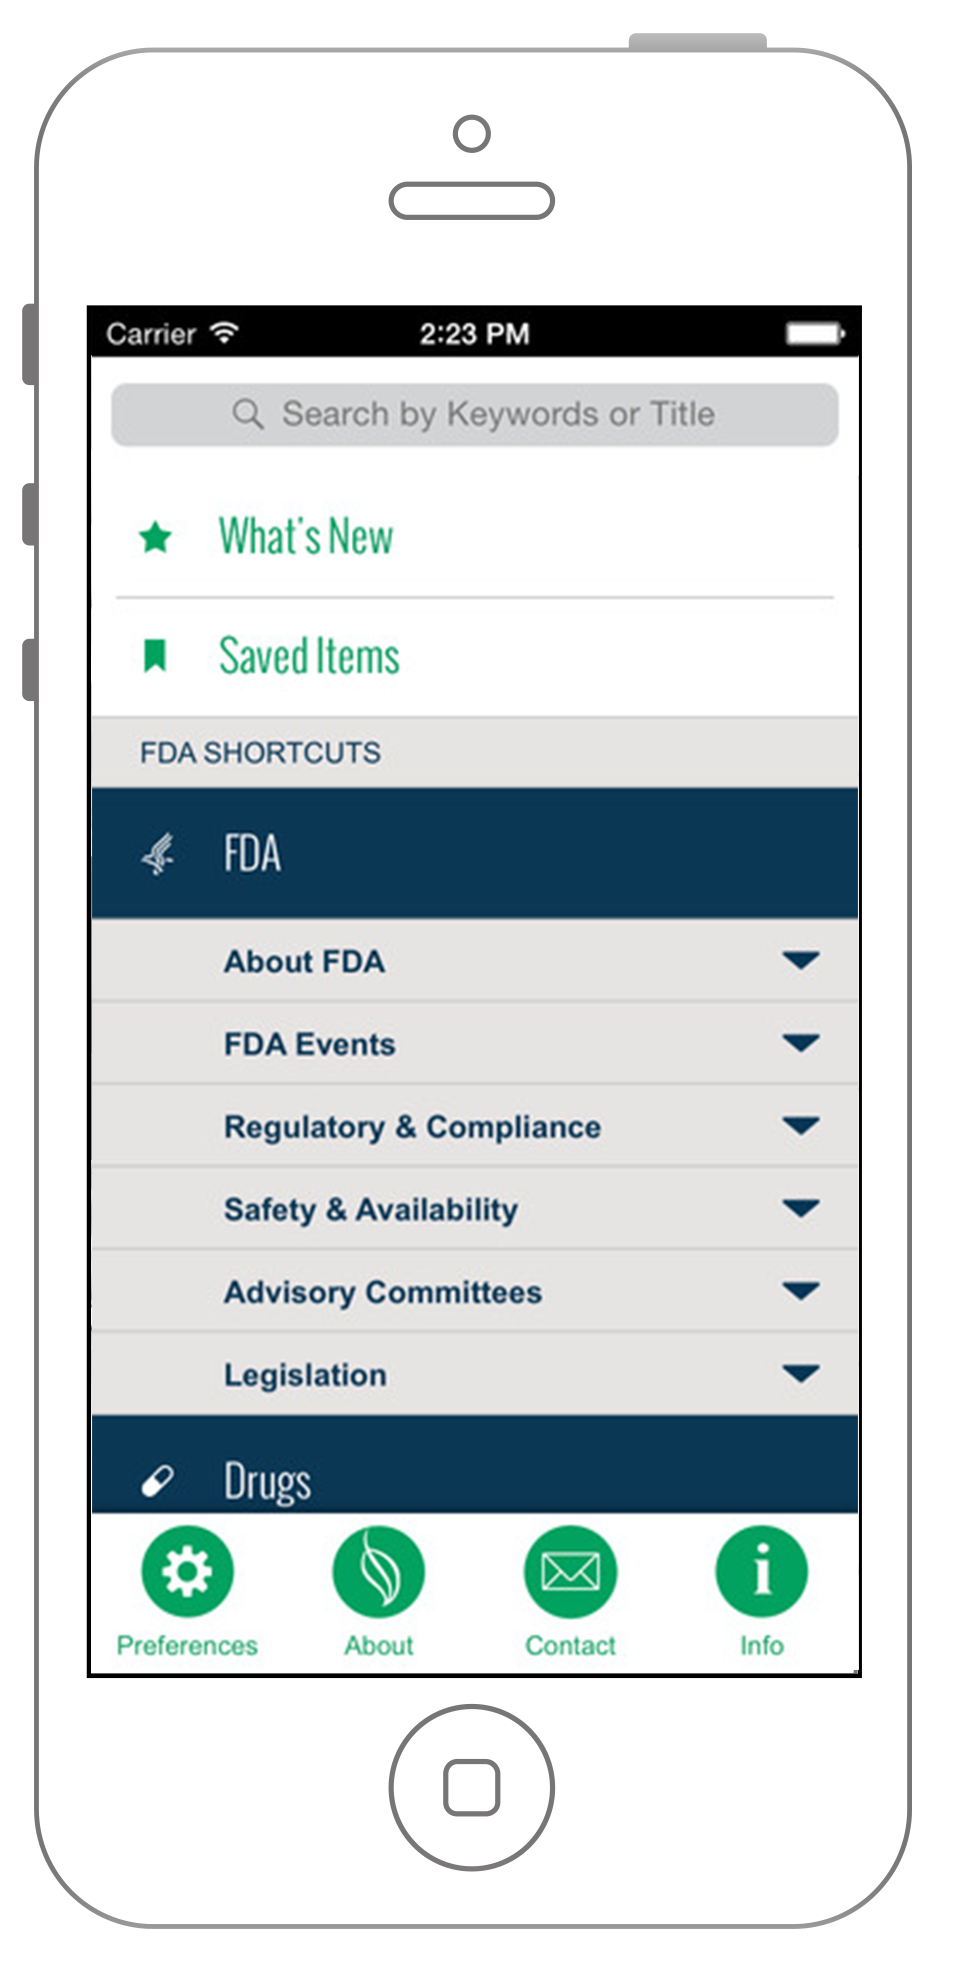 Carrier 2:23 PM
Search by Keywords or Title
What's New
Saved Items
FDA SHORTCUTS
FDA
About FDA
FDA Events
Regulatory & Compliance
Safety & Availability
Advisory Committees
Legislation
Drugs
Preferences About Contact Info